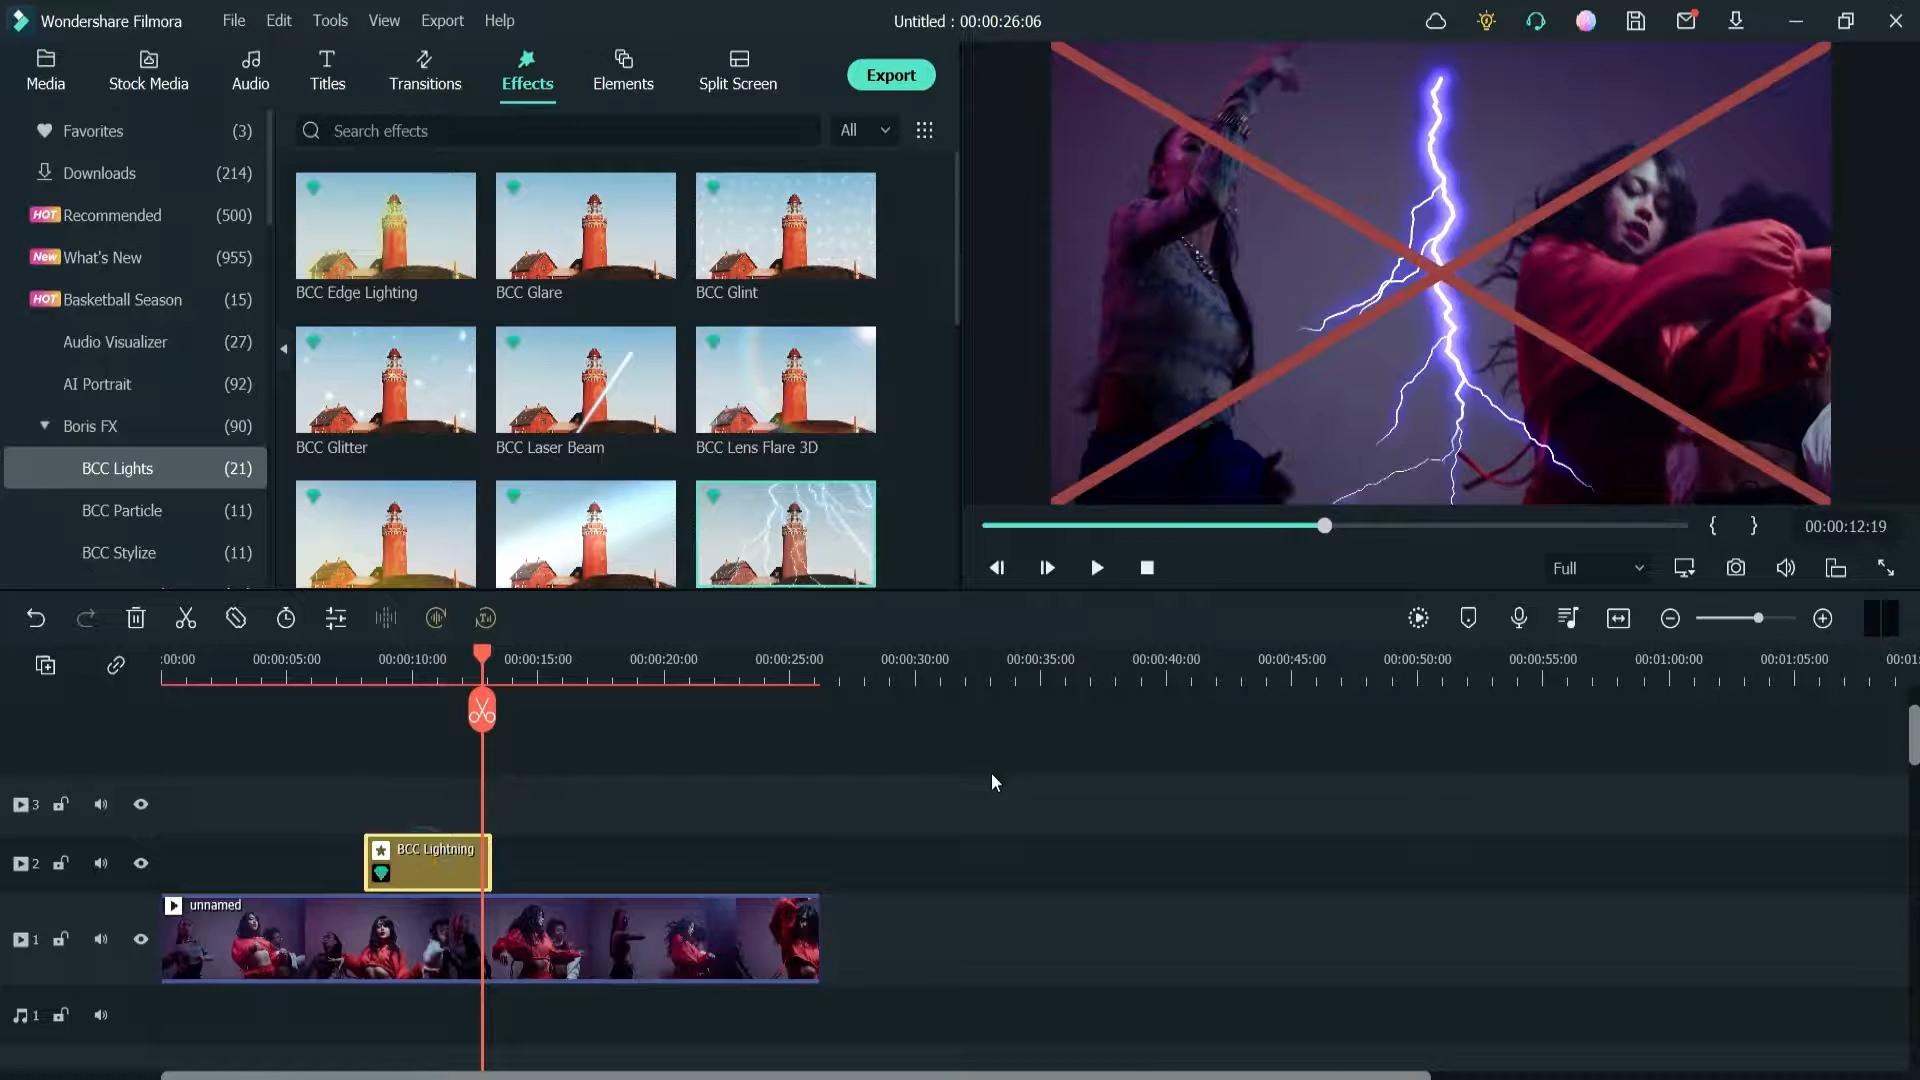 Wondershare Filmora File Edit Tools View Export Help Untitled : 00:00:26:06
Media Stock Media Audio Titles Transitions Effects Elements Split Screen Export
Search effects All
Favorites (3)
Downloads (214)
HOT Recommended (500)
New What's New (955)
HOT Basketball Season (15)
Audio Visualizer (27)
AI Portrait (92)
Boris FX (90)
BCC Lights (21)
BCC Particle (11)
BCC Stylize (11)
BCC Edge Lighting BCC Glare BCC Glint
BCC Glitter BCC Laser Beam BCC Lens Flare 3D
{ } 00:00:12:19
Full
:00:00 00:00:05:00 00:00:10:00 00:00:15:00 00:00:20:00 00:00:25:00 00:00:30:00 00:00:35:00 00:00:40:00 00:00:45:00 00:00:50:00 00:00:55:00 00:01:00:00 00:01:05:00 00:01:
3
2 BCC Lightning
unnamed
1
1